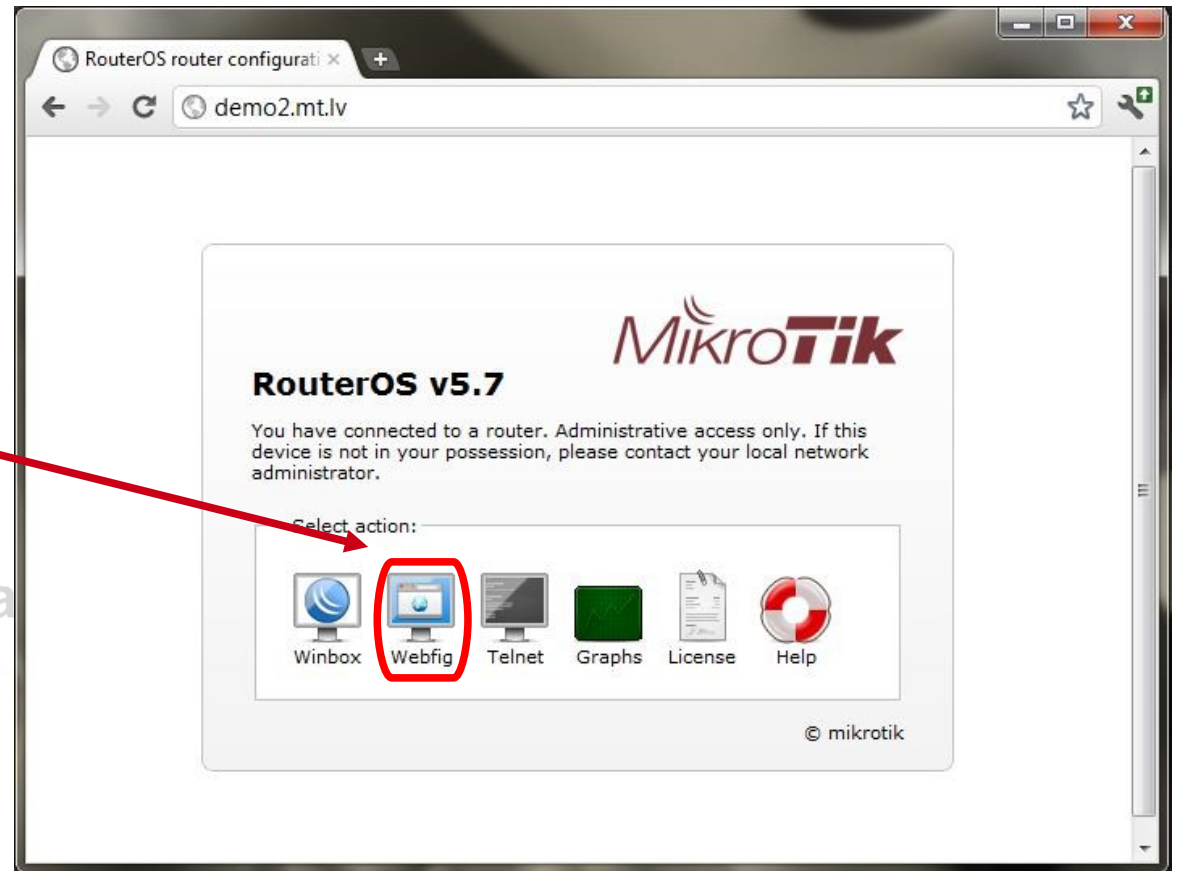 RouterOS router configurati
demo2.mt.lv
MikroTik
RouterOS v5.7
You have connected to a router. Administrative access only. If this
device is not in your possession, please contact your local network
administrator.
Select action:
Winbox Webfig Telnet Graphs License Help
© mikrotik